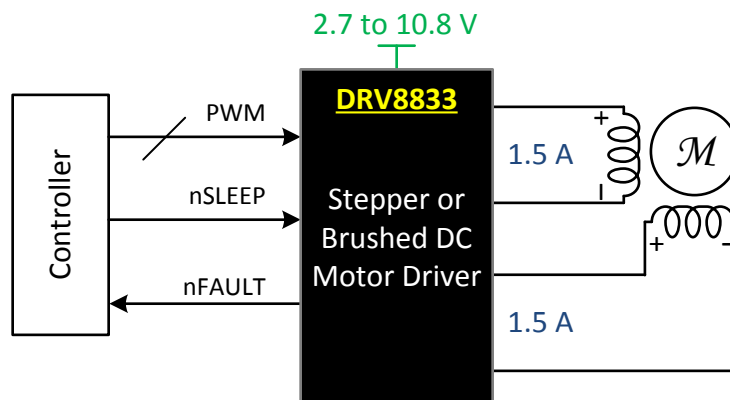 2.7 to 10.8 V
DRV8833
Controller
PWM
nSLEEP
nFAULT
Stepper or
Brushed DC
Motor Driver
1.5 A
1.5 A
+
–
M
+
-